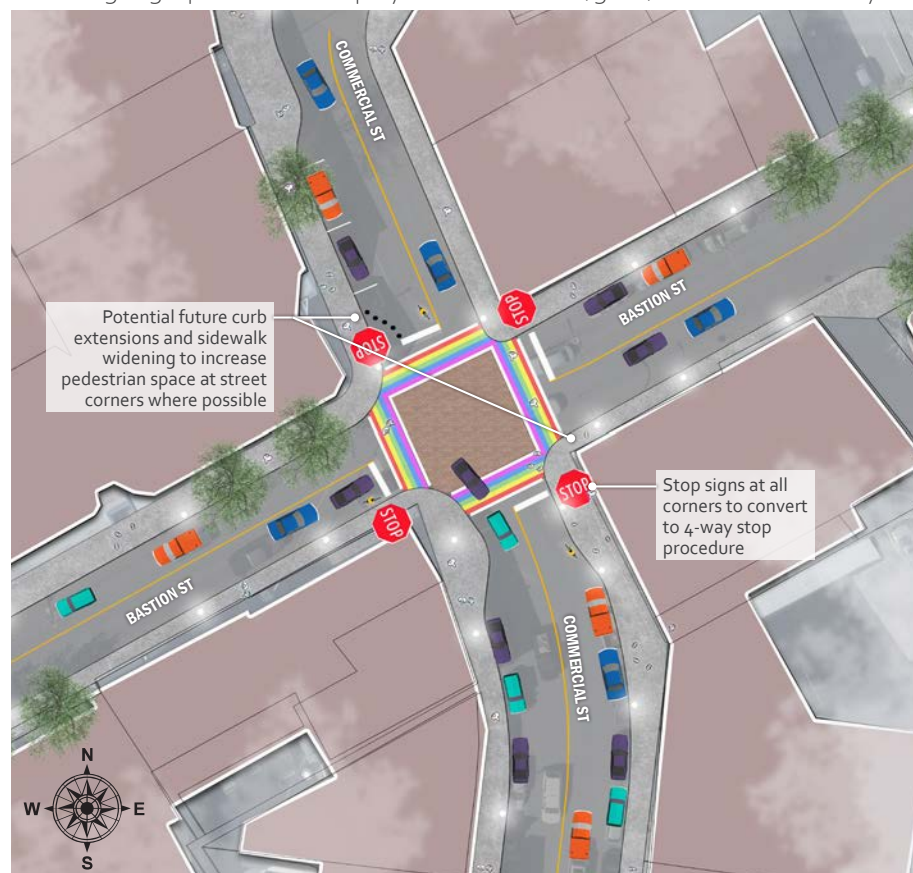 COMMERCIAL ST
STOP
BASTION ST
Potential future curb
extensions and sidewalk
widening to increase
pedestrian space at street
corners where possible
STOP
STOP
Stop signs at all
corners to convert
to 4-way stop
procedure
STOP
BASTION ST
COMMERCIAL ST
N
W
E
S